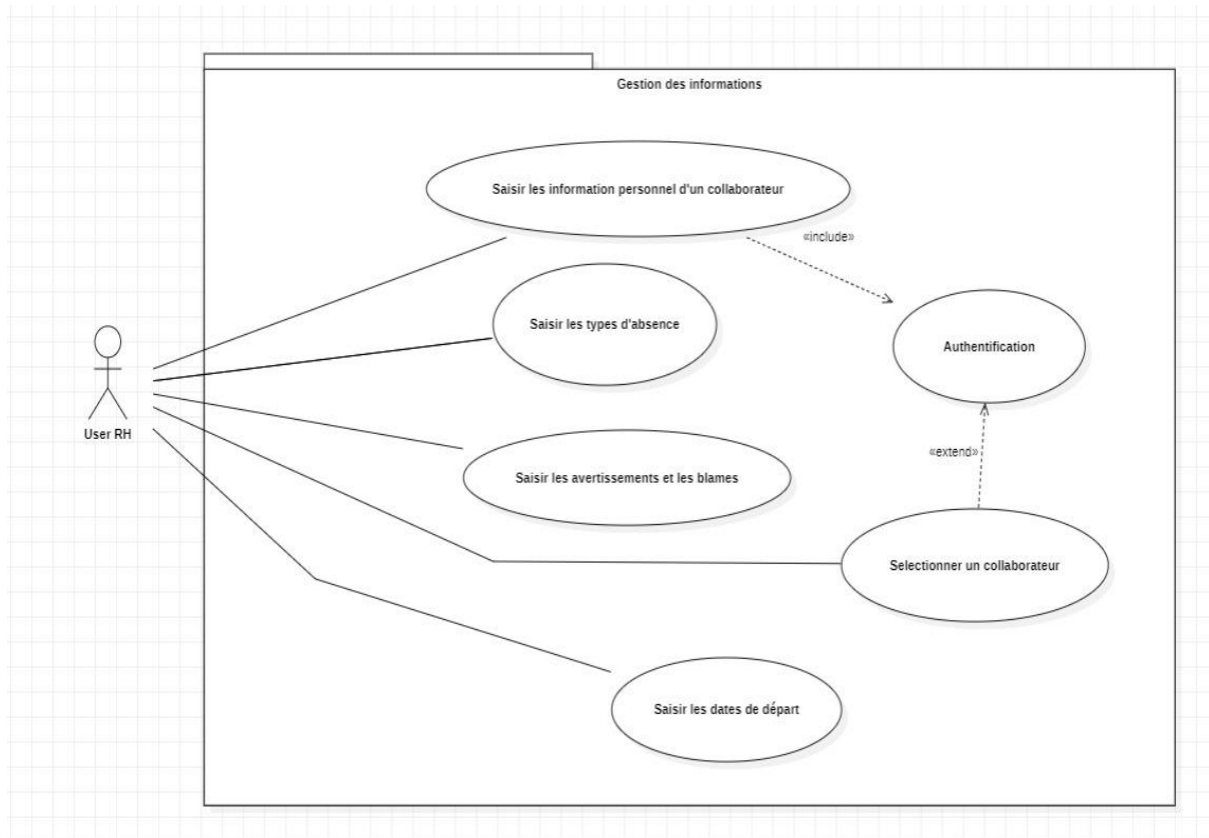 Gestion des informations
Saisir les information personnel d'un collaborateur
«include»
Saisir les types d'absence
Authentification
User RH
«extend»
Saisir les avertissements et les blames
Selectionner un collaborateur
Saisir les dates de départ